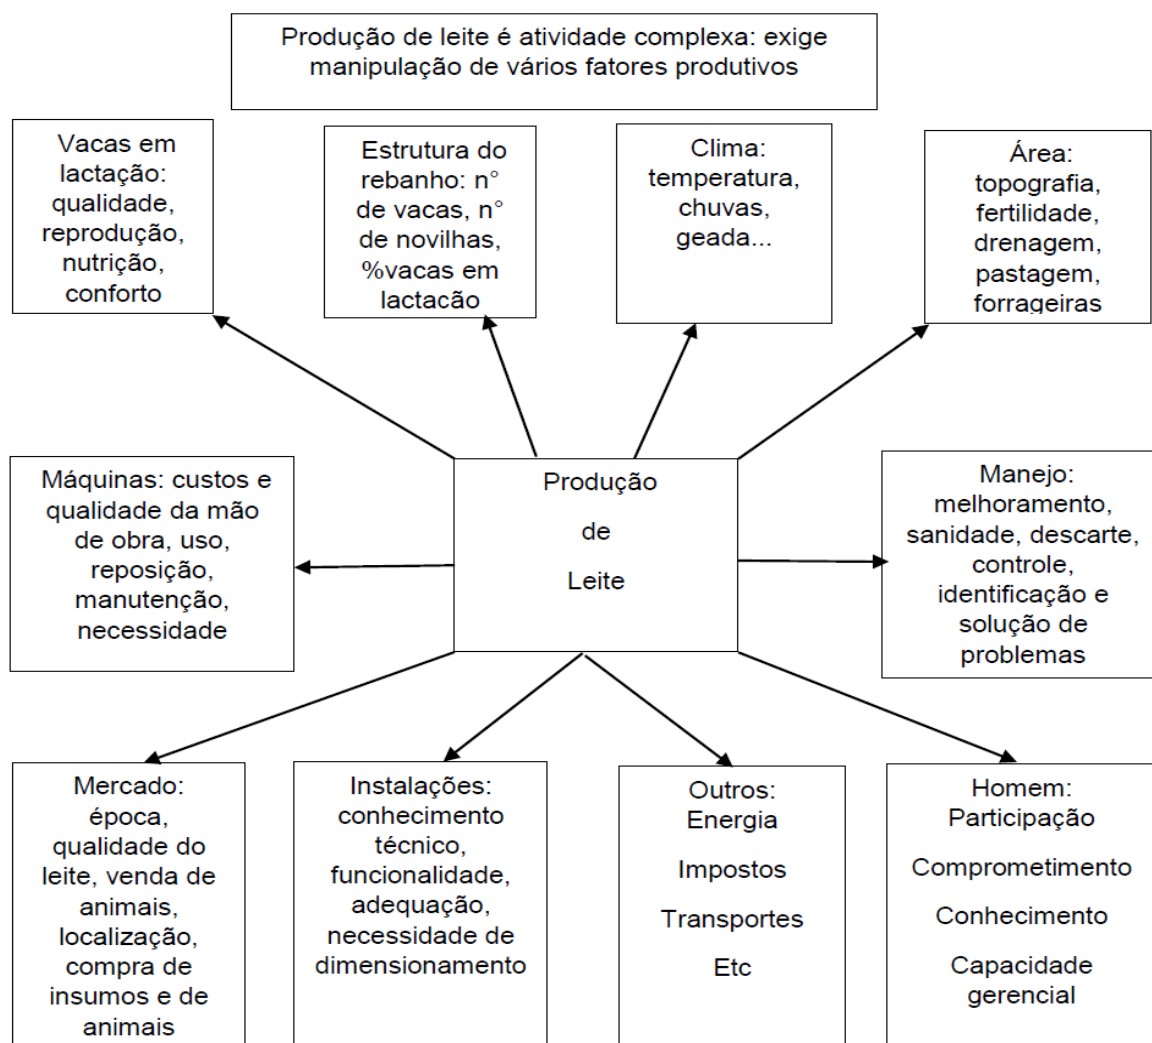 Produção de leite é atividade complexa: exige
manipulação de vários fatores produtivos
Vacas em
lactação:
qualidade,
reprodução,
nutrição,
conforto
Estrutura do
rebanho: n°
de vacas, n°
de novilhas,
%vacas em
lactacão
Clima:
temperatura,
chuvas,
geada...
Área:
topografia,
fertilidade,
drenagem,
pastagem,
forrageiras
Máquinas: custos e
qualidade da mão
de obra, uso,
reposição,
manutenção,
necessidade
Produção
de
Leite
Manejo:
melhoramento,
sanidade, descarte,
controle,
identificação e
solução de
problemas
Mercado:
época,
qualidade do
leite, venda de
animais,
localização,
compra de
insumos e de
animais
Instalações:
conhecimento
técnico,
funcionalidade,
adequação,
necessidade de
dimensionamento
Outros:
Energia
Impostos
Transportes
Etc
Homem:
Participação
Comprometimento
Conhecimento
Capacidade
gerencial